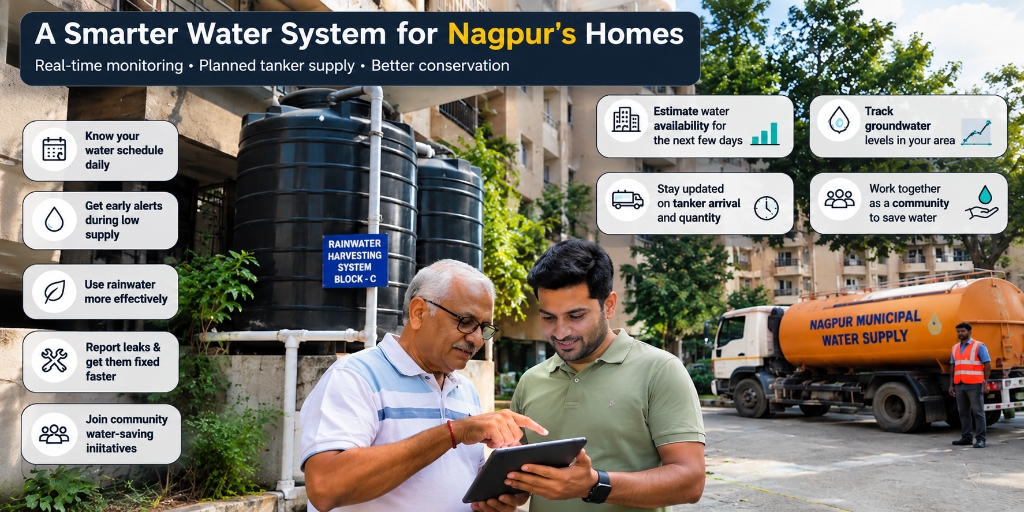 A Smarter Water System for Nagpur's Homes
Real-time monitoring • Planned tanker supply • Better conservation
Know your
water schedule
daily
Get early alerts
during low
supply
Use rainwater
more effectively
Report leaks &
get them fixed
faster
Join community
water-saving
iniitatives
Estimate water
availability for
the next few days
Track
groundwater
levels in your area
Stay updated
on tanker arrival
and quantity
Work together
as a community
to save water
RAINWATER
HARVESTING
SYSTEM
BLOCK - C
NAGPUR MUNICIPAL
WATER SUPPLY